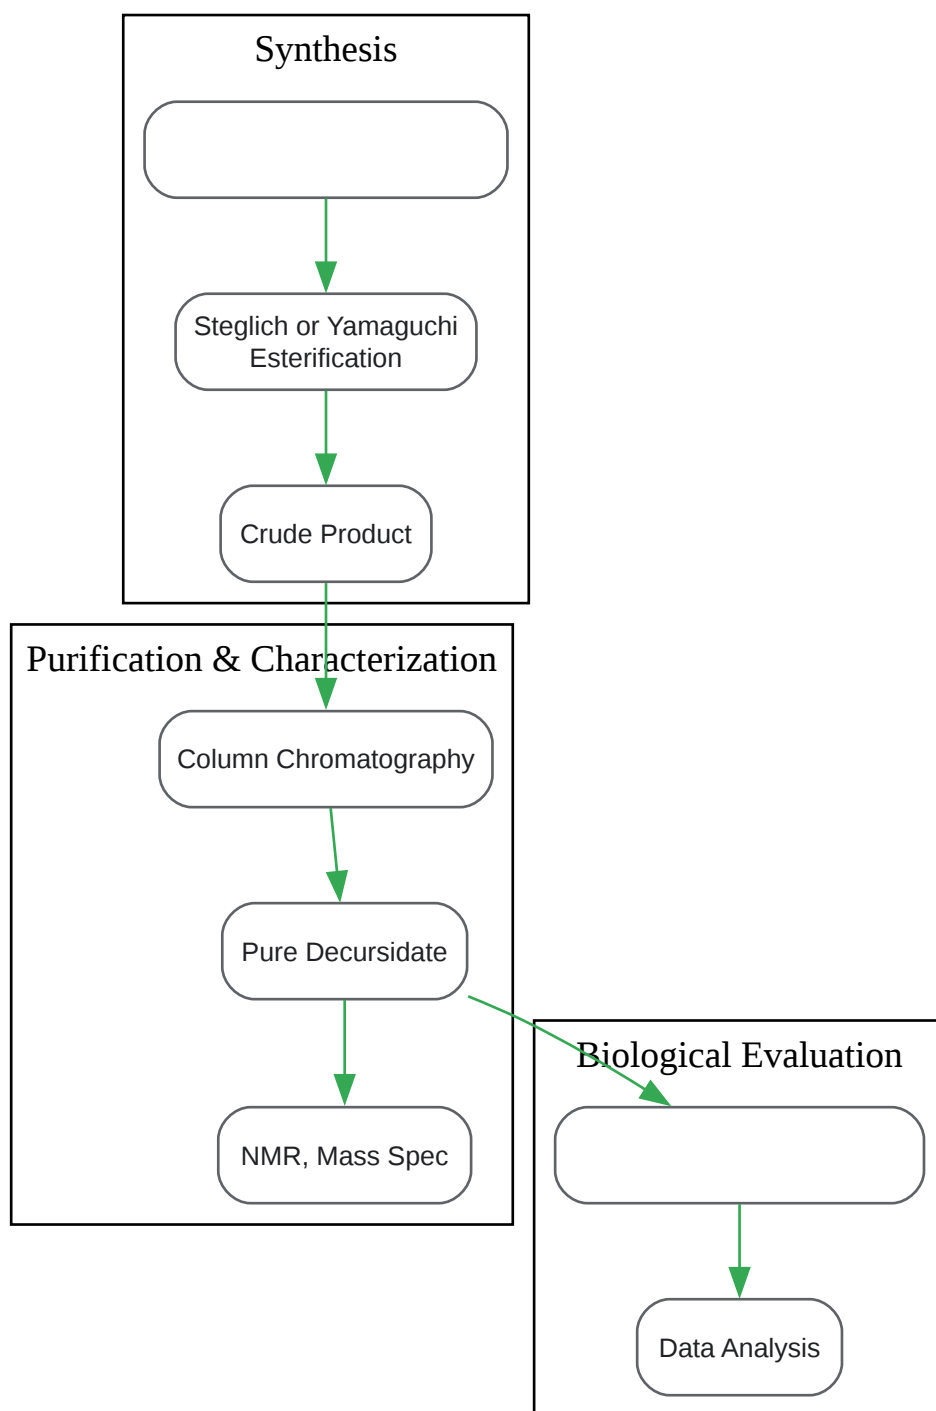 Synthesis
Steglich or Yamaguchi
Esterification
Crude Product
Purification & Characterization
Column Chromatography
Pure Decursidate
NMR, Mass Spec
Biological Evaluation
Data Analysis